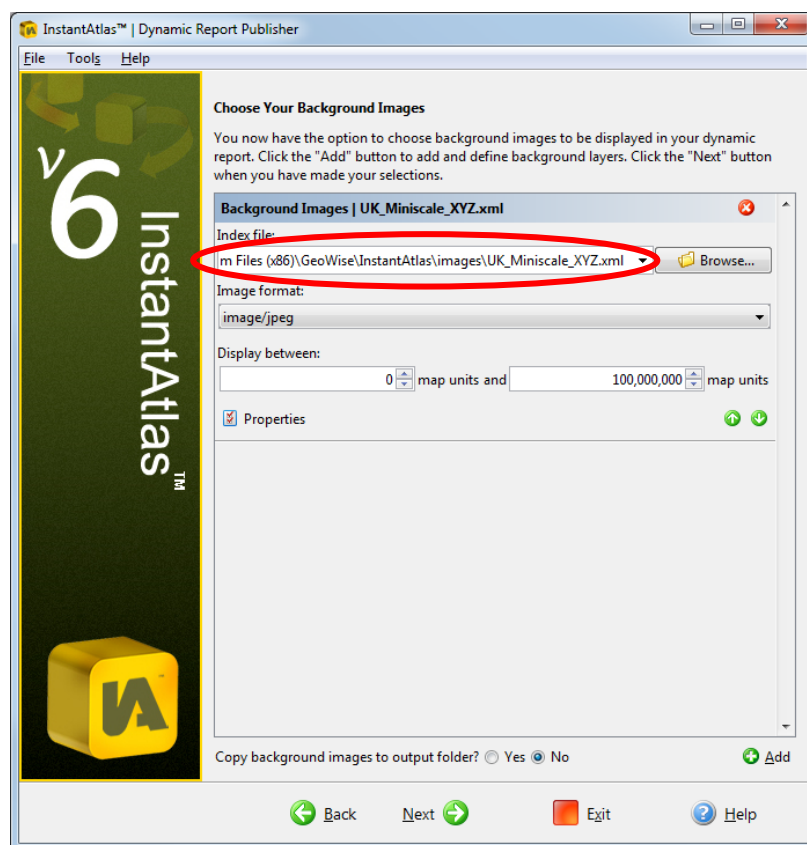 InstantAtlas™ | Dynamic Report Publisher
File Tools Help
v6 InstantAtlas™
Choose Your Background Images
You now have the option to choose background images to be displayed in your dynamic
report. Click the "Add" button to add and define background layers. Click the "Next" button
when you have made your selections.
Background Images | UK_Miniscale_XYZ.xml
Index file:
m Files (x86)\GeoWise\InstantAtlas\images\UK_Miniscale_XYZ.xml Browse...
Image format:
image/jpeg
Display between:
0 map units and 100,000,000 map units
Properties
IA
Copy background images to output folder? Yes No Add
Back Next Exit Help